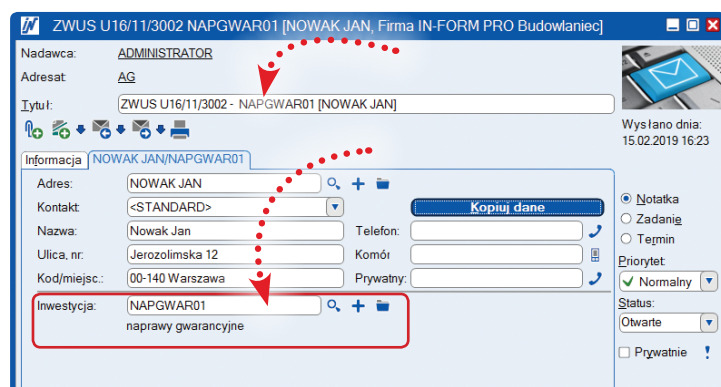 ZWUS U16/11/3002 NAPGWAR01 [NOWAK JAN, Firma IN-FORM PRO Budowlaniec]
Nadawca: ADMINISTRATOR
Adresat: AG
Tytuł: ZWUS U16/11/3002 - NAPGWAR01 [NOWAK JAN]
Wysłano dnia:
15.02.2019 16:23
Informacja NOWAK JAN/NAPGWAR01
Adres: NOWAK JAN
Kontakt: <STANDARD> Kopiuj dane
Nazwa: Nowak Jan Telefon:
Ulica, nr: Jerozolimska 12 Komór
Kod/miejsc.: 00-140 Warszawa Prywatny:
Inwestycja: NAPGWAR01
naprawy gwarancyjne
Notatka
Zadanie
Termin
Priorytet:
Normalny
Status:
Otwarte
Prywatnie